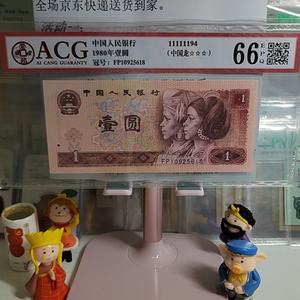 全场京东快递送货到家。
ACG
AI CANG GUARANTY
中国人民银行
1980年壹圆
冠号：FP10925618
11111194
（中国龙☆☆☆）
66 EPQ
中国人民银行
壹圆
1
FP10925618
1